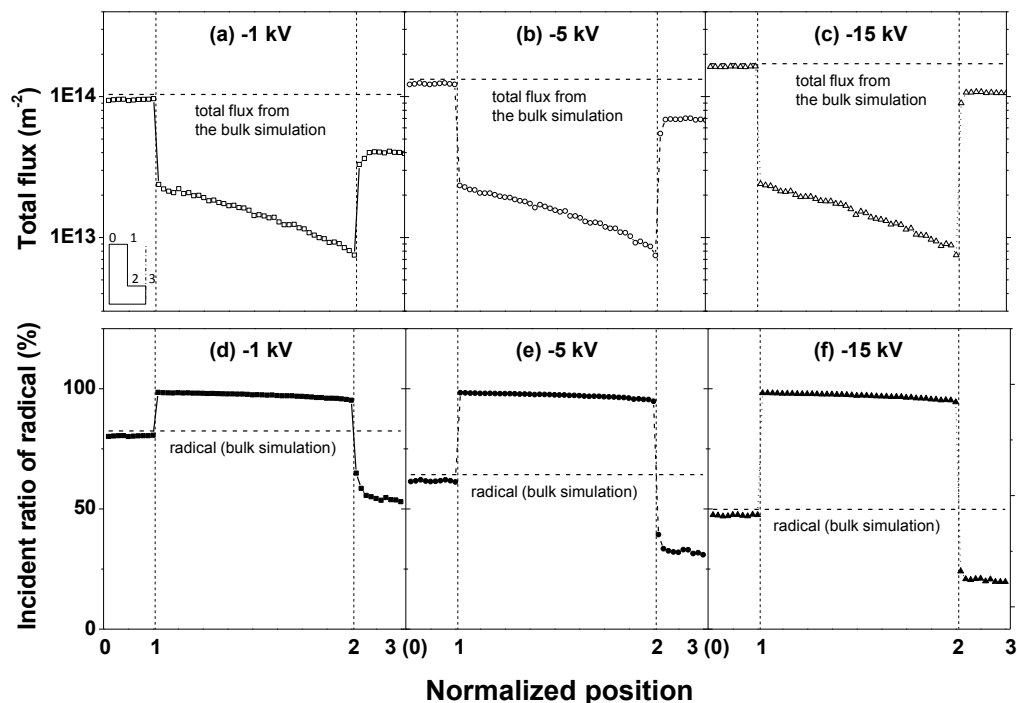 (a) -1 kV
(b) -5 kV
(c) -15 kV
1E14
1E13
Total flux (m⁻²)
total flux from
the bulk simulation
total flux from
the bulk simulation
total flux from
the bulk simulation
0 1
2 3
(d) -1 kV
(e) -5 kV
(f) -15 kV
100
50
0
Incident ratio of radical (%)
radical (bulk simulation)
radical (bulk simulation)
radical (bulk simulation)
0 1 2 3 (0) 1 2 3 (0) 1 2 3
Normalized position